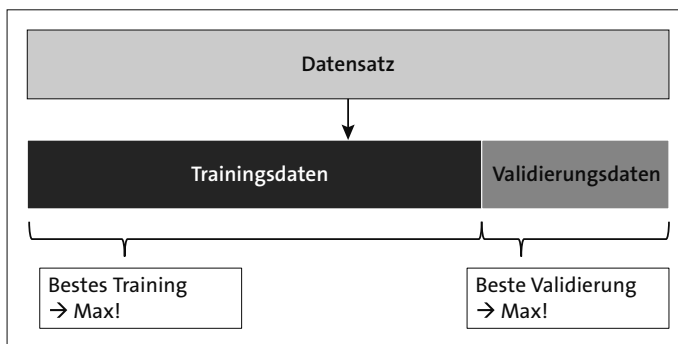 Datensatz
Trainingsdaten
Validierungsdaten
Bestes Training
→ Max!
Beste Validierung
→ Max!